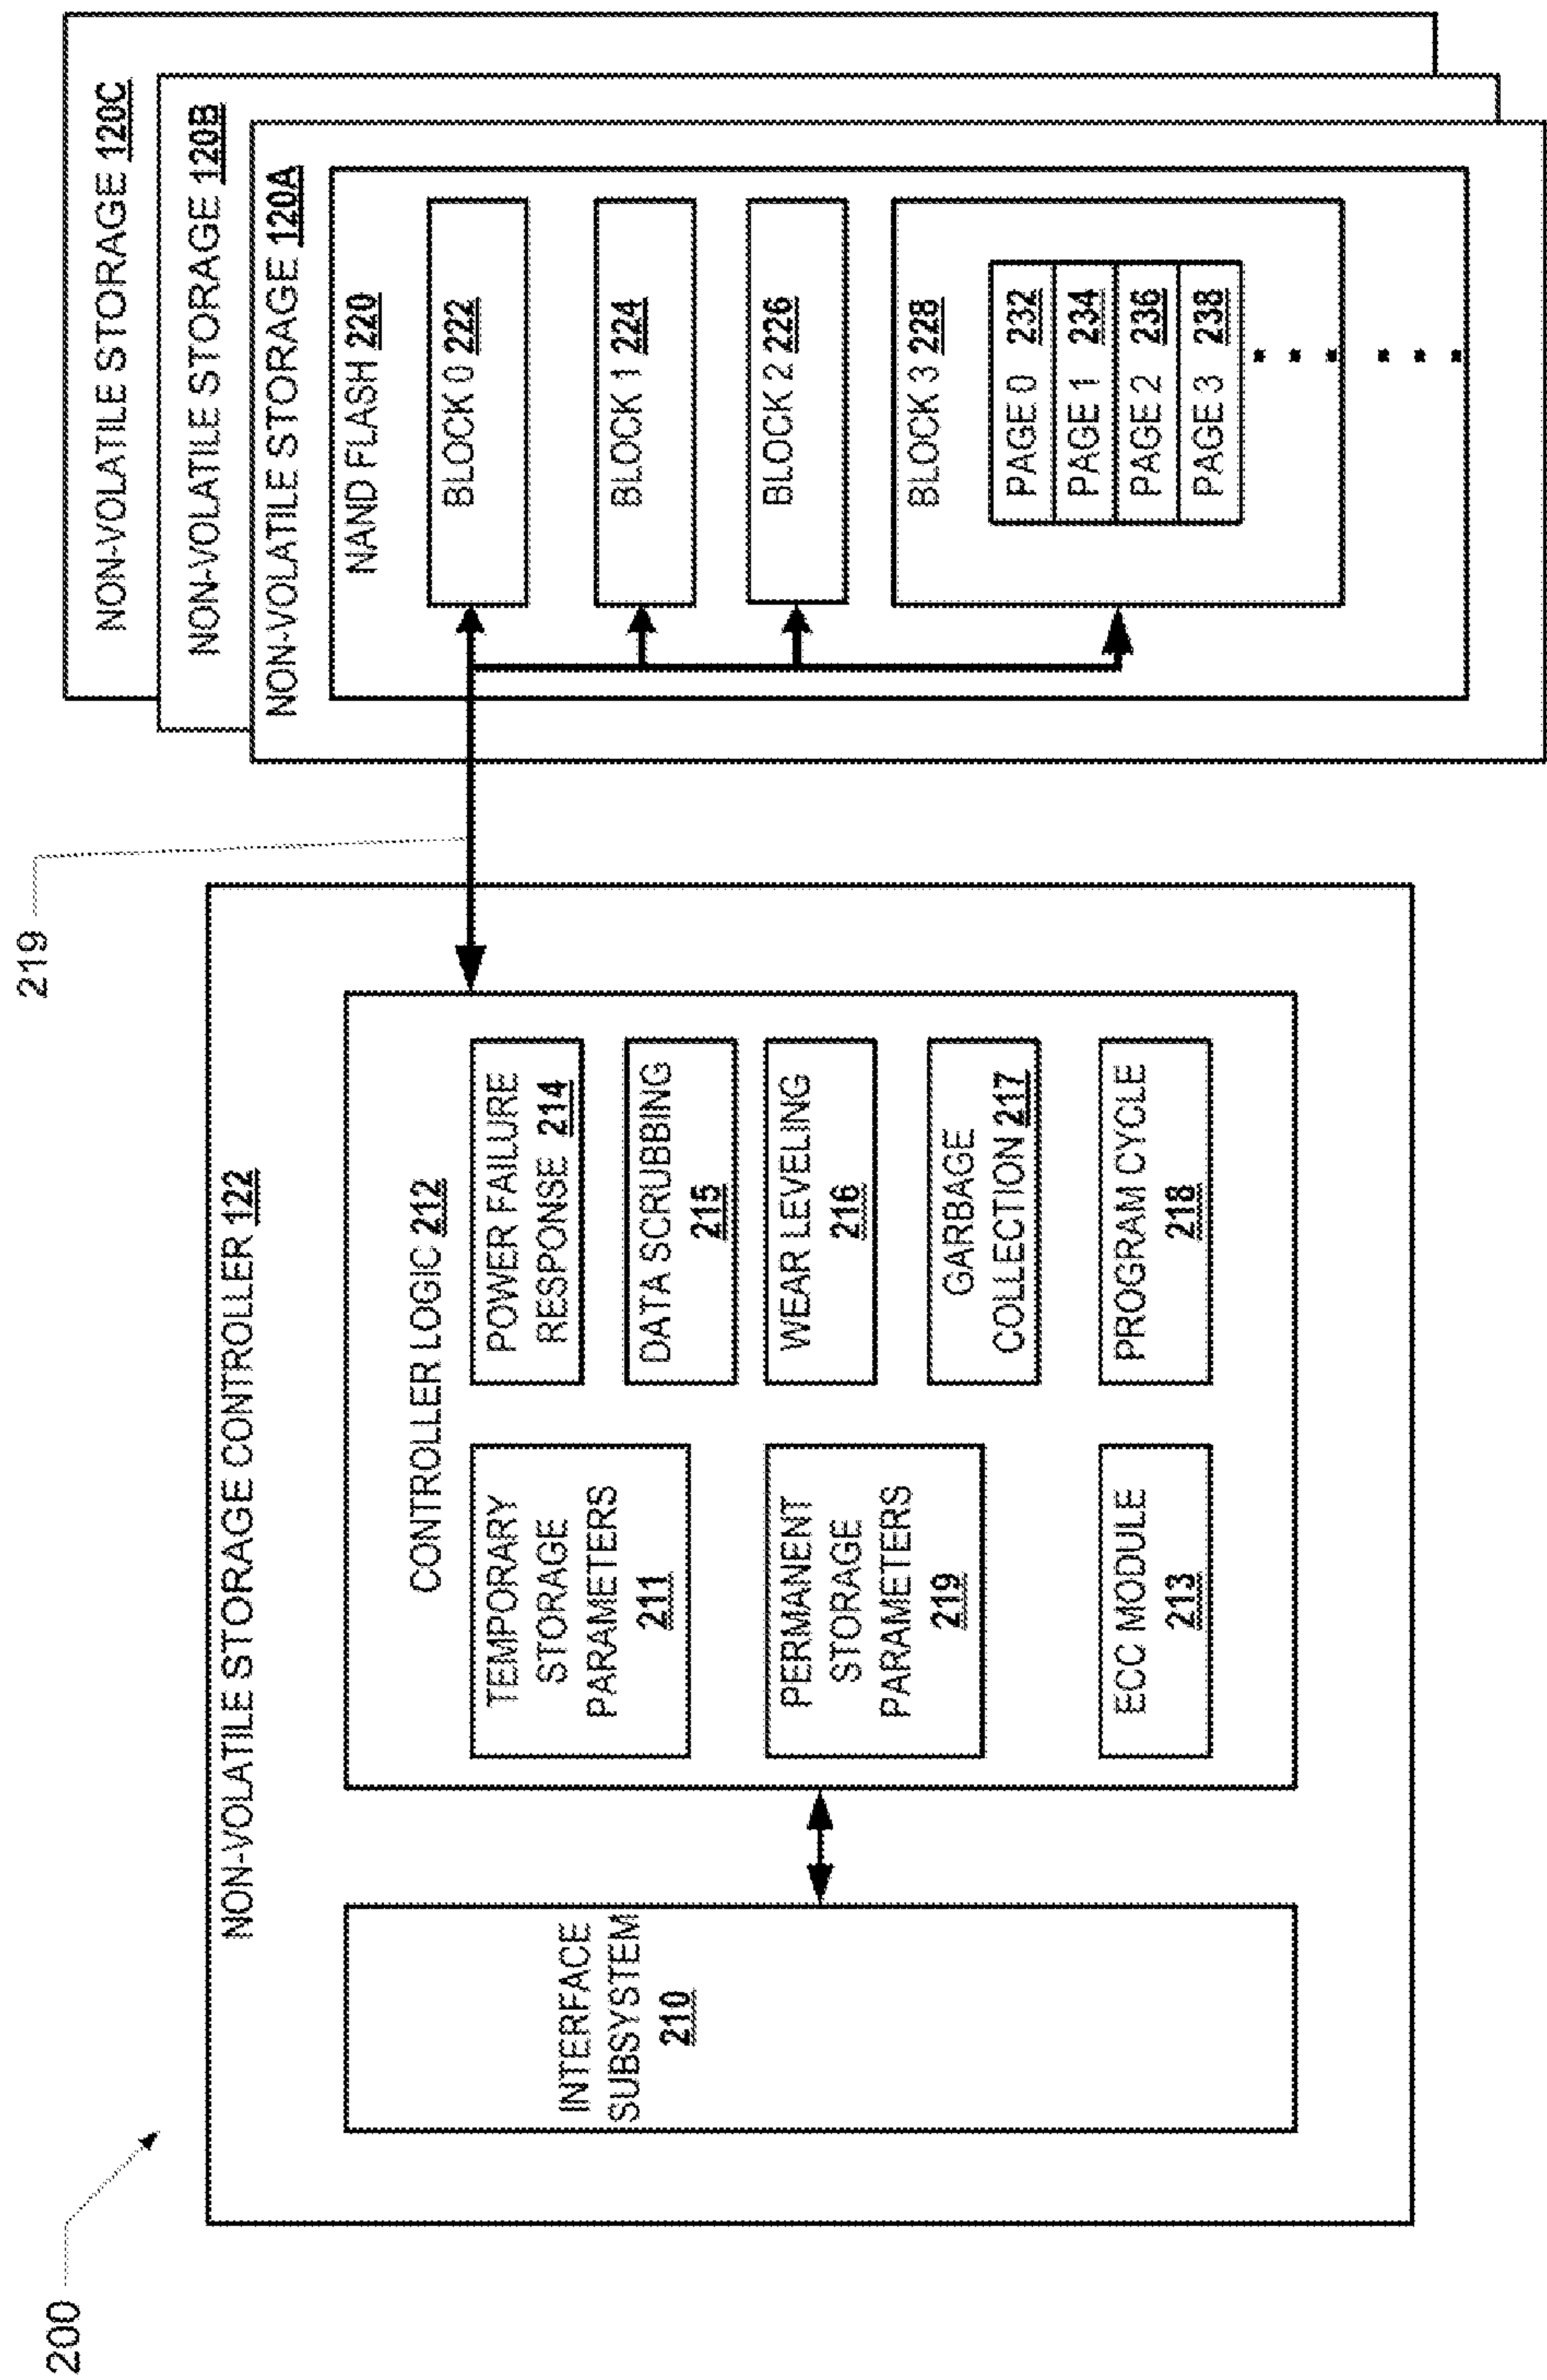 200
219
NON-VOLATILE STORAGE CONTROLLER 122
INTERFACE
SUBSYSTEM
210
CONTROLLER LOGIC 212
TEMPORARY
STORAGE
PARAMETERS
211
PERMANENT
STORAGE
PARAMETERS
219
ECC MODULE
213
POWER FAILURE
RESPONSE 214
DATA SCRUBBING
215
WEAR LEVELING
216
GARBAGE
COLLECTION 217
PROGRAM CYCLE
218
NON-VOLATILE STORAGE 120C
NON-VOLATILE STORAGE 120B
NON-VOLATILE STORAGE 120A
NAND FLASH 220
BLOCK 0 222
BLOCK 1 224
BLOCK 2 226
BLOCK 3 228
PAGE 0 232
PAGE 1 234
PAGE 2 236
PAGE 3 238